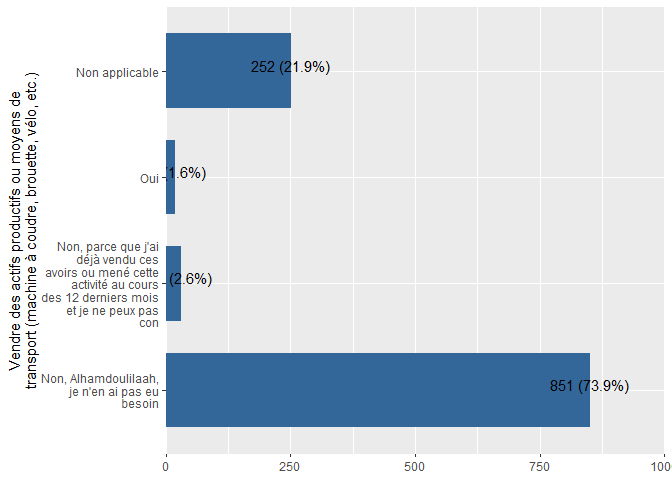 Vendre des actifs productifs ou moyens de
transport (machine à coudre, brouette, vélo, etc.)
Non applicable
252 (21.9%)
Oui
1.6%)
Non, parce que j'ai
déjà vendu ces
avoirs ou mené cette
activité au cours
des 12 derniers mois
et je ne peux pas
con
(2.6%)
Non, Alhamdoulilaah,
je n'en ai pas eu
besoin
851 (73.9%)
0
250
500
750
100